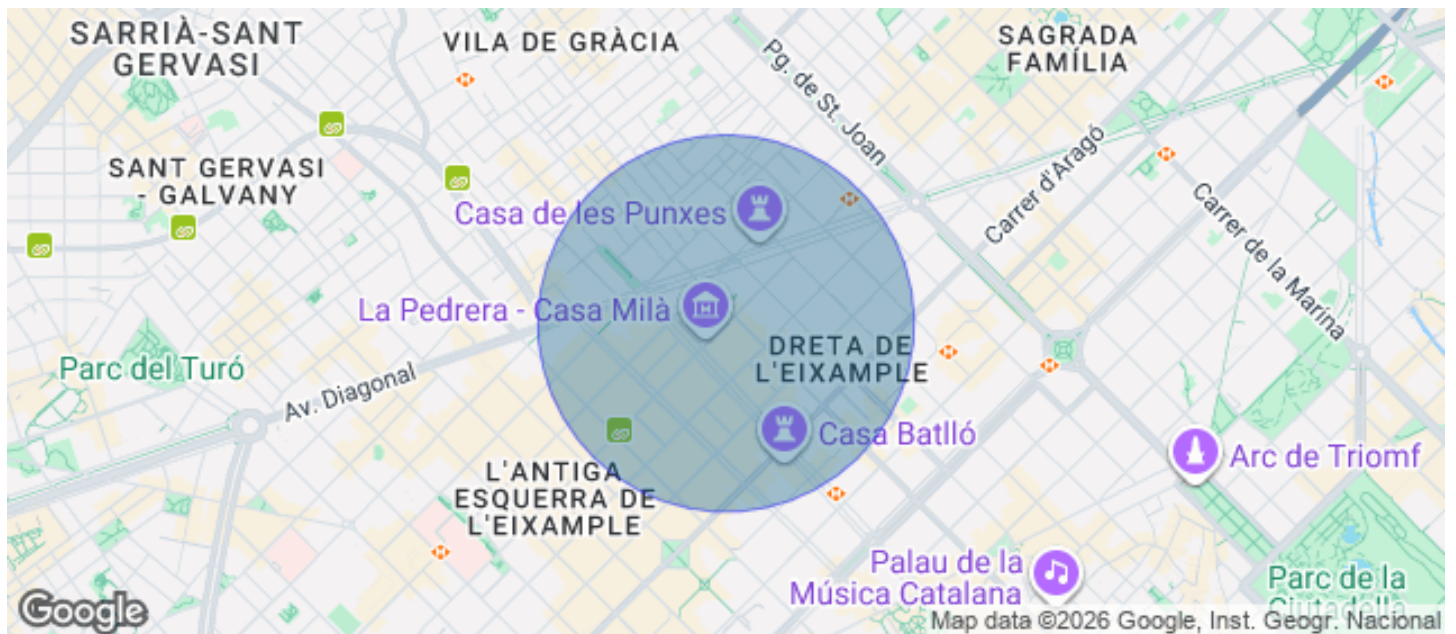 SARRIÀ-SANT
GERVASI
VILA DE GRÀCIA
SAGRADA
FAMÍLIA
Pg. de St. Joan
SANT GERVASI
- GALVANY
Carrer d'Aragó
Casa de les Punxes
Carrer de la Marina
La Pedrera - Casa Milà
Parc del Turó
Av. Diagonal
DRETA DE
L'EIXAMPLE
Casa Batlló
Arc de Triomf
L'ANTIGA
ESQUERRA DE
L'EIXAMPLE
Palau de la
Música Catalana
Parc de la
Ciutadella
Google
Map data ©2026 Google, Inst. Geogr. Nacional